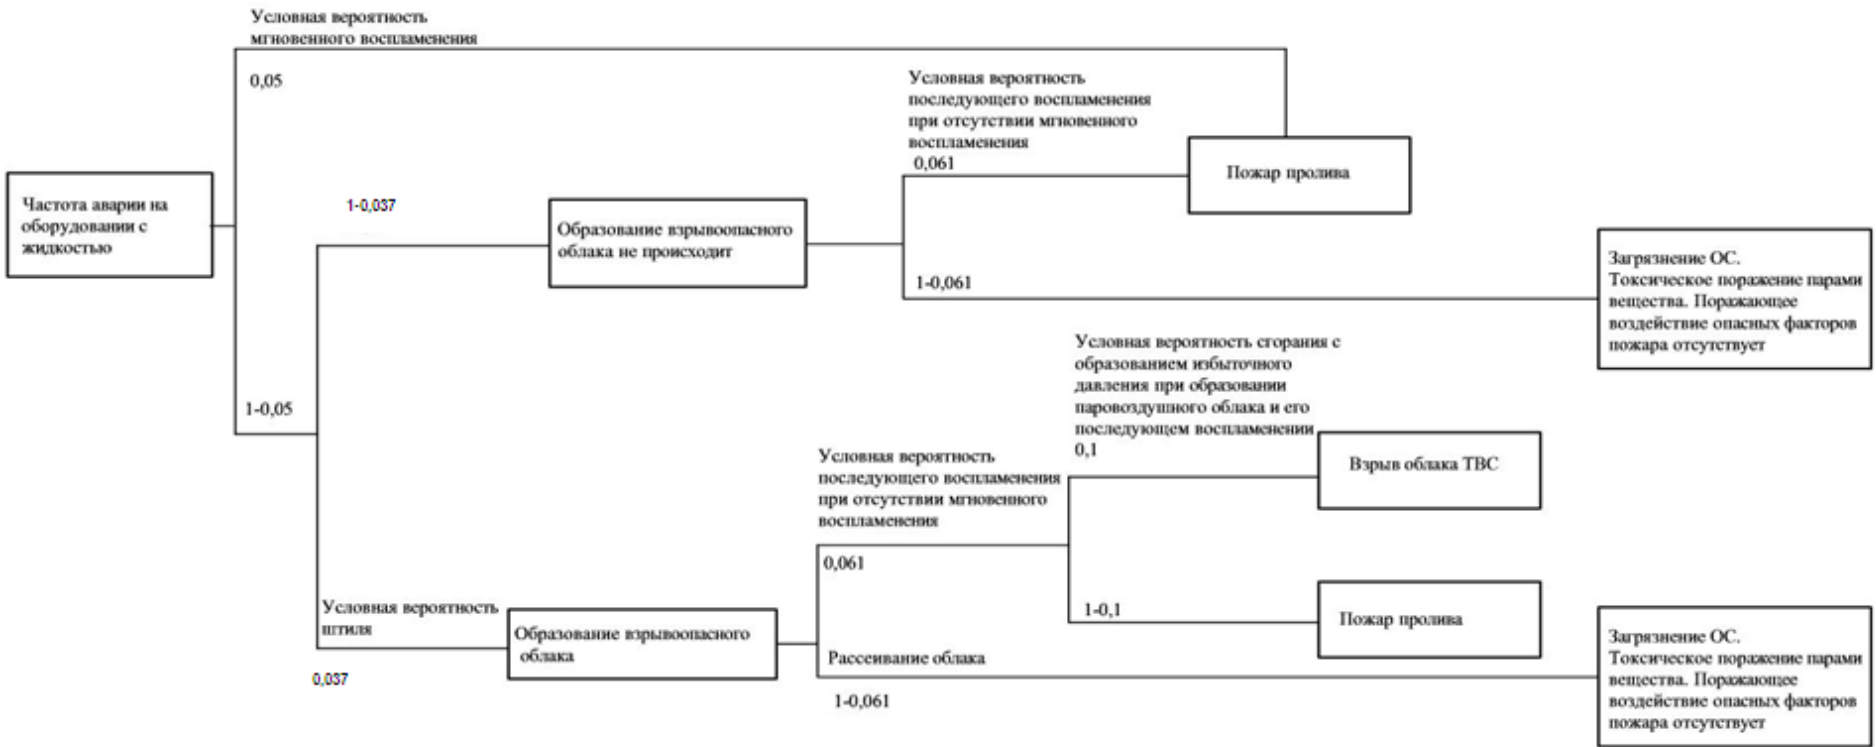 Условная вероятность
мгновенного воспламенения
0,05
Частота аварии на
оборудовании с
жидкостью
1-0,05
1-0,037
Образование взрывоопасного
облака не происходит
Условная вероятность
последующего воспламенения
при отсутствии мгновенного
воспламенения
0,061
Пожар пролива
1-0,061
Загрязнение ОС.
Токсическое поражение парами
вещества. Поражающее
воздействие опасных факторов
пожара отсутствует
Условная вероятность сгорания с
образованием избыточного
давления при образовании
паровоздушного облака и его
последующем воспламенении
0,1
Взрыв облака ТВС
Условная вероятность
последующего воспламенения
при отсутствии мгновенного
воспламенения
0,061
1-0,1
Пожар пролива
Условная вероятность
штиля
0,037
Образование взрывоопасного
облака
Рассеивание облака
1-0,061
Загрязнение ОС.
Токсическое поражение парами
вещества. Поражающее
воздействие опасных факторов
пожара отсутствует